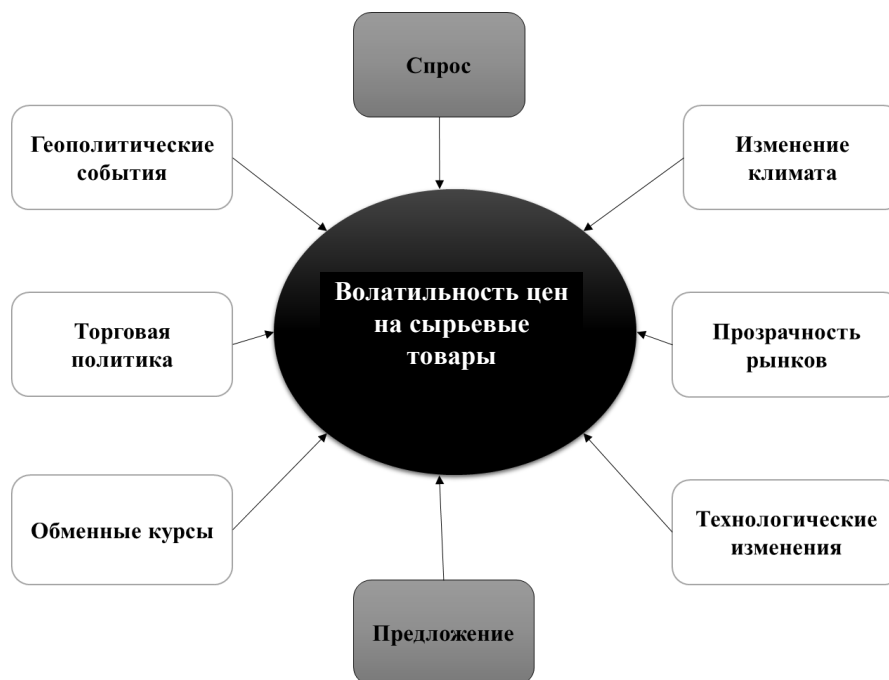 Спрос
Геополитические
события
Изменение
климата
Волатильность цен
на сырьевые
товары
Торговая
политика
Прозрачность
рынков
Обменные курсы
Технологические
изменения
Предложение